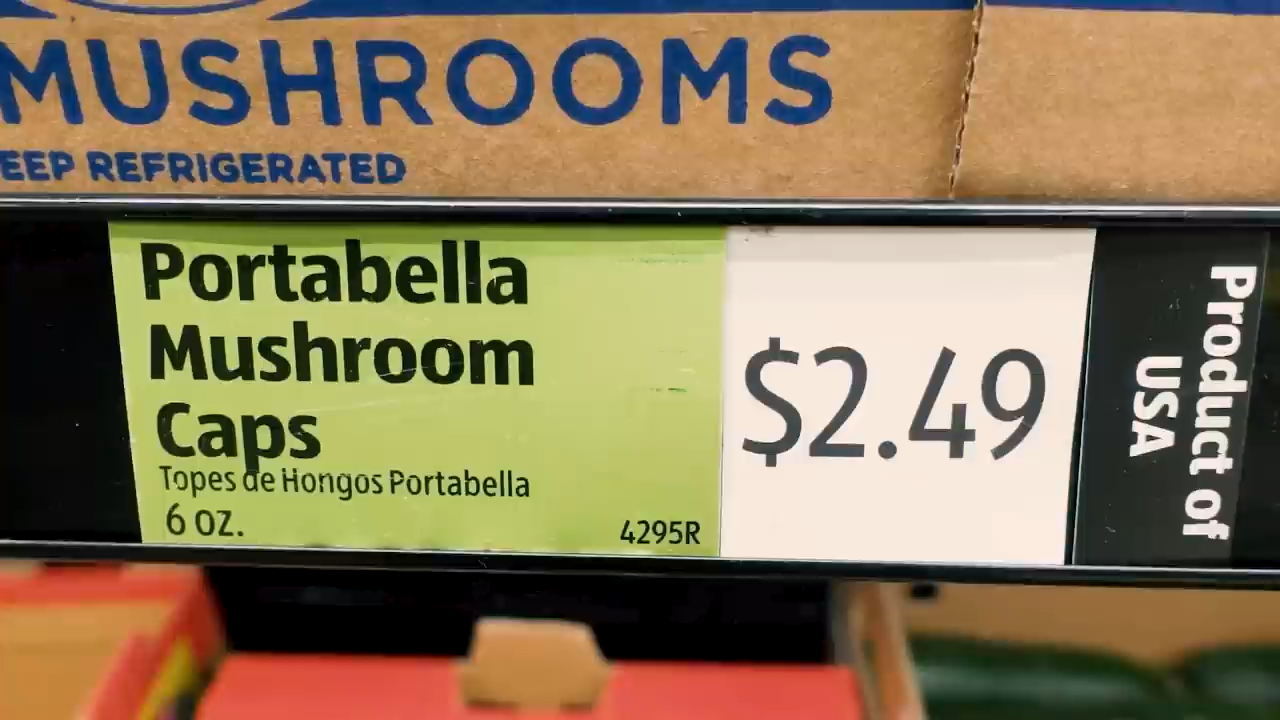 MUSHROOMS
EEP REFRIGERATED
Portabella
Mushroom
Caps
Topes de Hongos Portabella
6 oz.
4295R
$2.49
Product of
USA